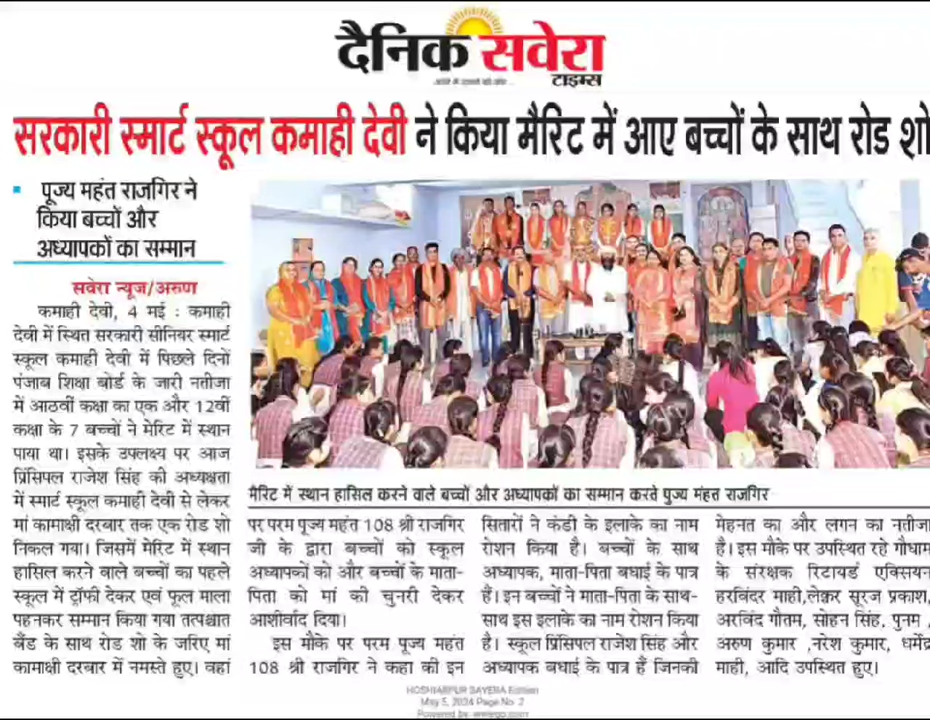 दैनिक सवेरा
टाइम्स
सरकारी स्मार्ट स्कूल कमाही देवी ने किया मैरिट में आए बच्चों के साथ रोड शो
पूज्य महंत राजगिर ने
किया बच्चों और
अध्यापकों का सम्मान
सवेरा न्यूज/अरुण
कमाही देवी, 4 मई : कमाही
देवी में स्थित सरकारी सीनियर स्मार्ट
स्कूल कमाही देवी में पिछले दिनों
पंजाब शिक्षा बोर्ड के जारी नतीजा
में आठवीं कक्षा का एक और 12वीं
कक्षा के 7 बच्चों ने मेरिट में स्थान
पाया था। इसके उपलक्ष्य पर आज
प्रिंसिपल राजेश सिंह की अध्यक्षता
में स्मार्ट स्कूल कमाही देवी से लेकर
मां कामाक्षी दरबार तक एक रोड शो
निकल गया। जिसमें मेरिट में स्थान
हासिल करने वाले बच्चों का पहले
स्कूल में ट्रॉफी देकर एवं फूल माला
पहनकर सम्मान किया गया तत्पश्चात
बैंड के साथ रोड शो के जरिए मां
कामाक्षी दरबार में नमस्ते हुए। वहां
मैरिट में स्थान हासिल करने वाले बच्चों और अध्यापकों का सम्मान करते पुज्य मंहत राजगिर
पर परम पूज्य महंत 108 श्री राजगिर
जी के द्वारा बच्चों को स्कूल
अध्यापकों को और बच्चों के माता-
पिता को मां की चुनरी देकर
आशीर्वाद दिया।
इस मौके पर परम पूज्य महंत
108 श्री राजगिर ने कहा की इन
सितारों ने कंडी के इलाके का नाम
रोशन किया है। बच्चों के साथ
अध्यापक, माता-पिता बधाई के पात्र
हैं। इन बच्चों ने माता-पिता के साथ-
साथ इस इलाके का नाम रोशन किया
है। स्कूल प्रिंसिपल राजेश सिंह और
अध्यापक बधाई के पात्र हैं जिनकी
मेहनत का और लगन का नतीजा
है। इस मौके पर उपस्थित रहे गौधाम
के संरक्षक रिटायर्ड एक्सियन
हरविंदर माही,लेक्चर सूरज प्रकाश,
अरविंद गौतम, सोहन सिंह, पुनम ,
अरुण कुमार ,नरेश कुमार, धर्मेंद्र
माही, आदि उपस्थित हुए।
HOSHIARPUR SAVERA Edition
May 5, 2024 Page No. 2
Powered by: erelego.com